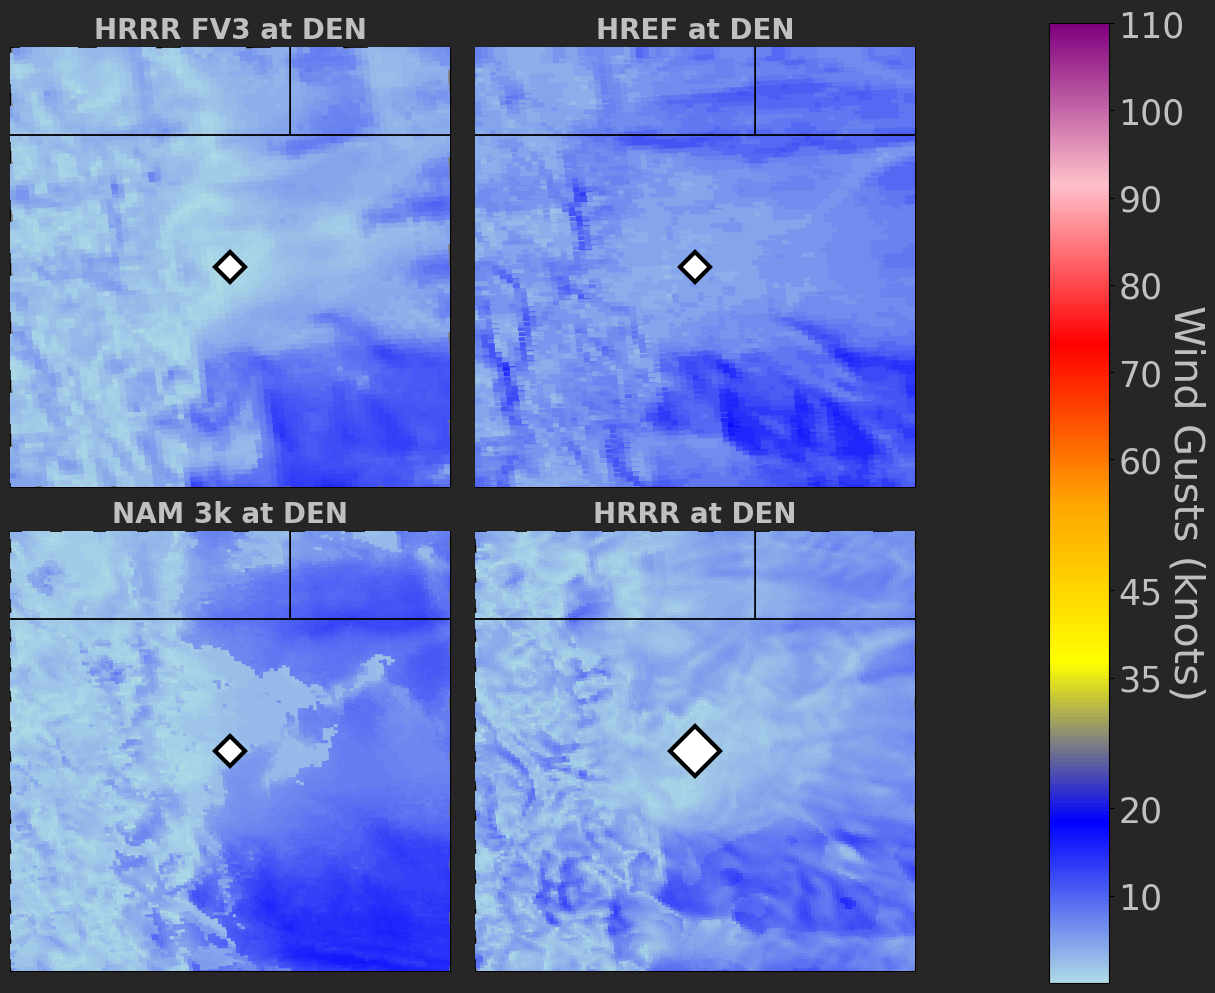 HRRR FV3 at DEN
HREF at DEN
NAM 3k at DEN
HRRR at DEN
110
100
90
80
70
60
45
35
20
10
Wind Gusts (knots)